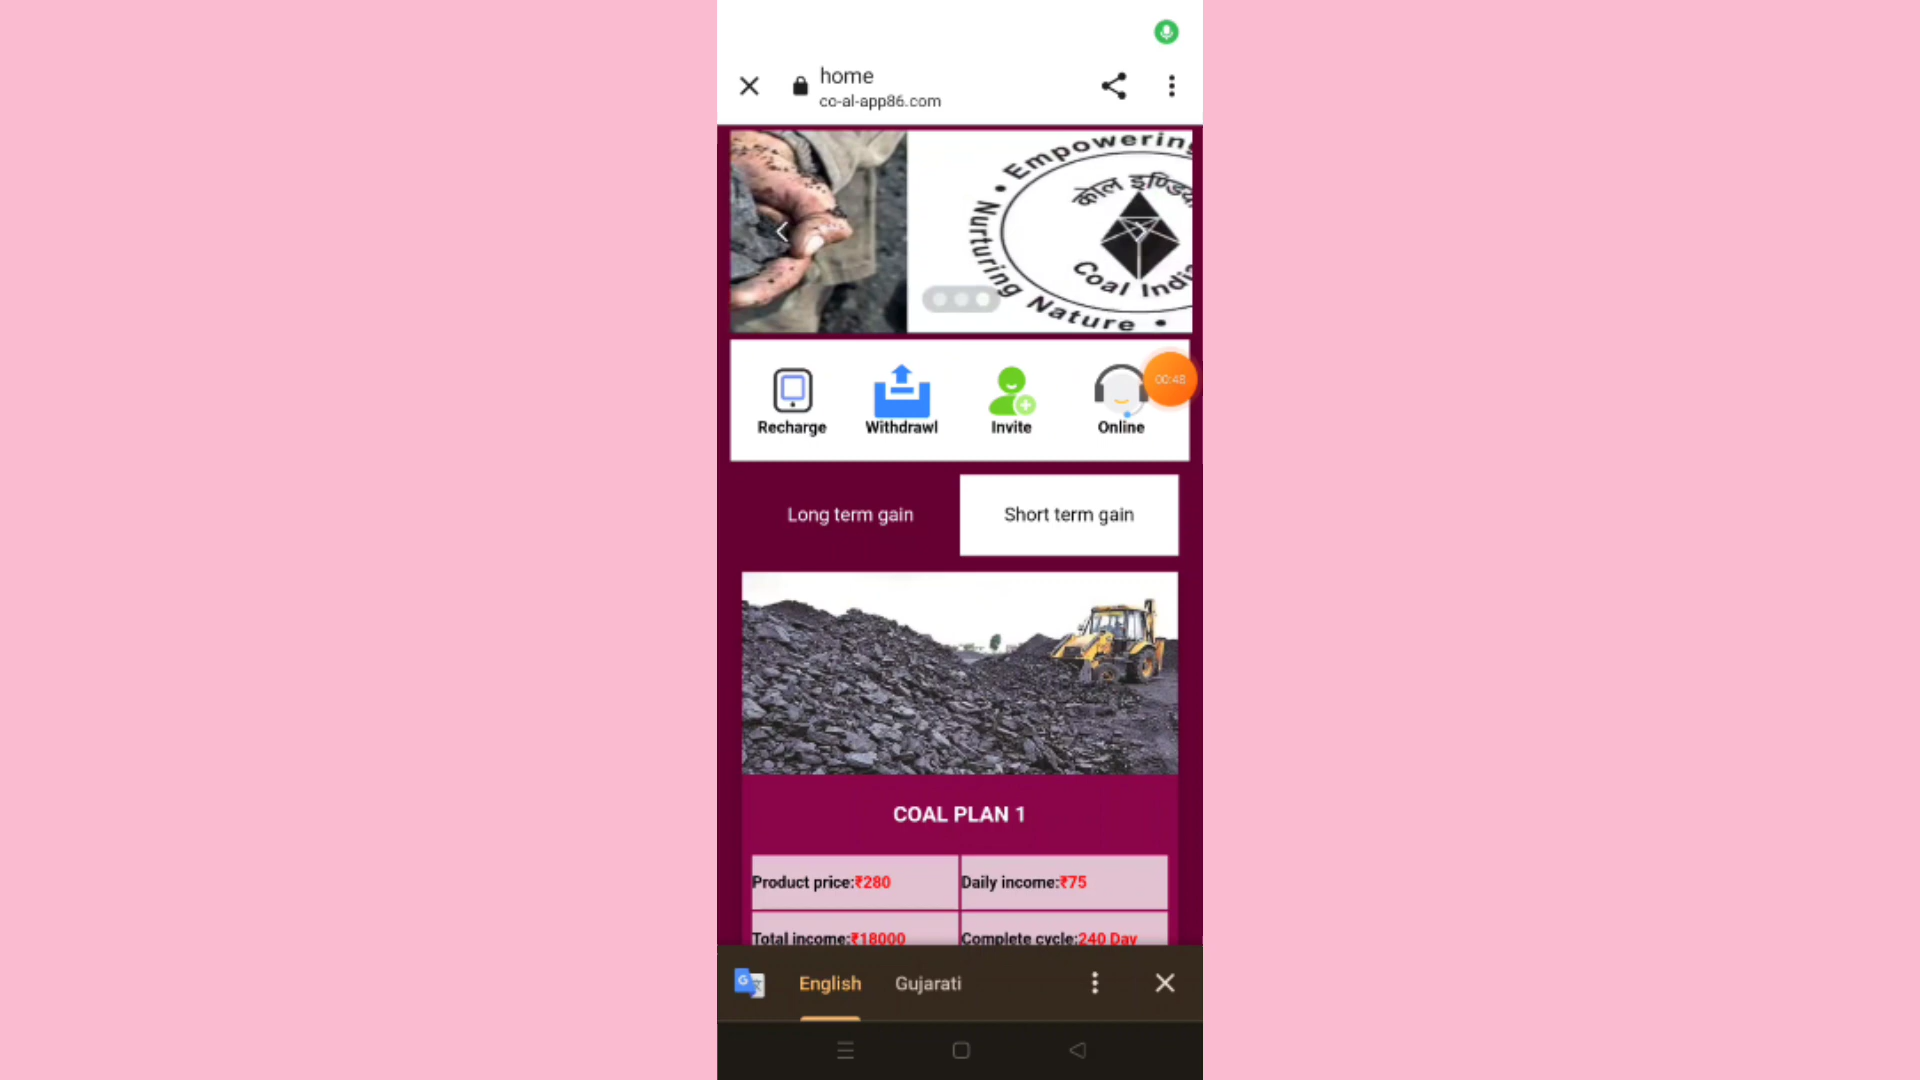 home
co-al-app86.com
Empowering
कोल इण्डिया
Coal India
Nurturing Nature
00:48
Recharge
Withdrawl
Invite
Online
Long term gain
Short term gain
COAL PLAN 1
Product price:₹280
Daily income:₹75
Total income:₹18000
Complete cycle:240 Day
English
Gujarati